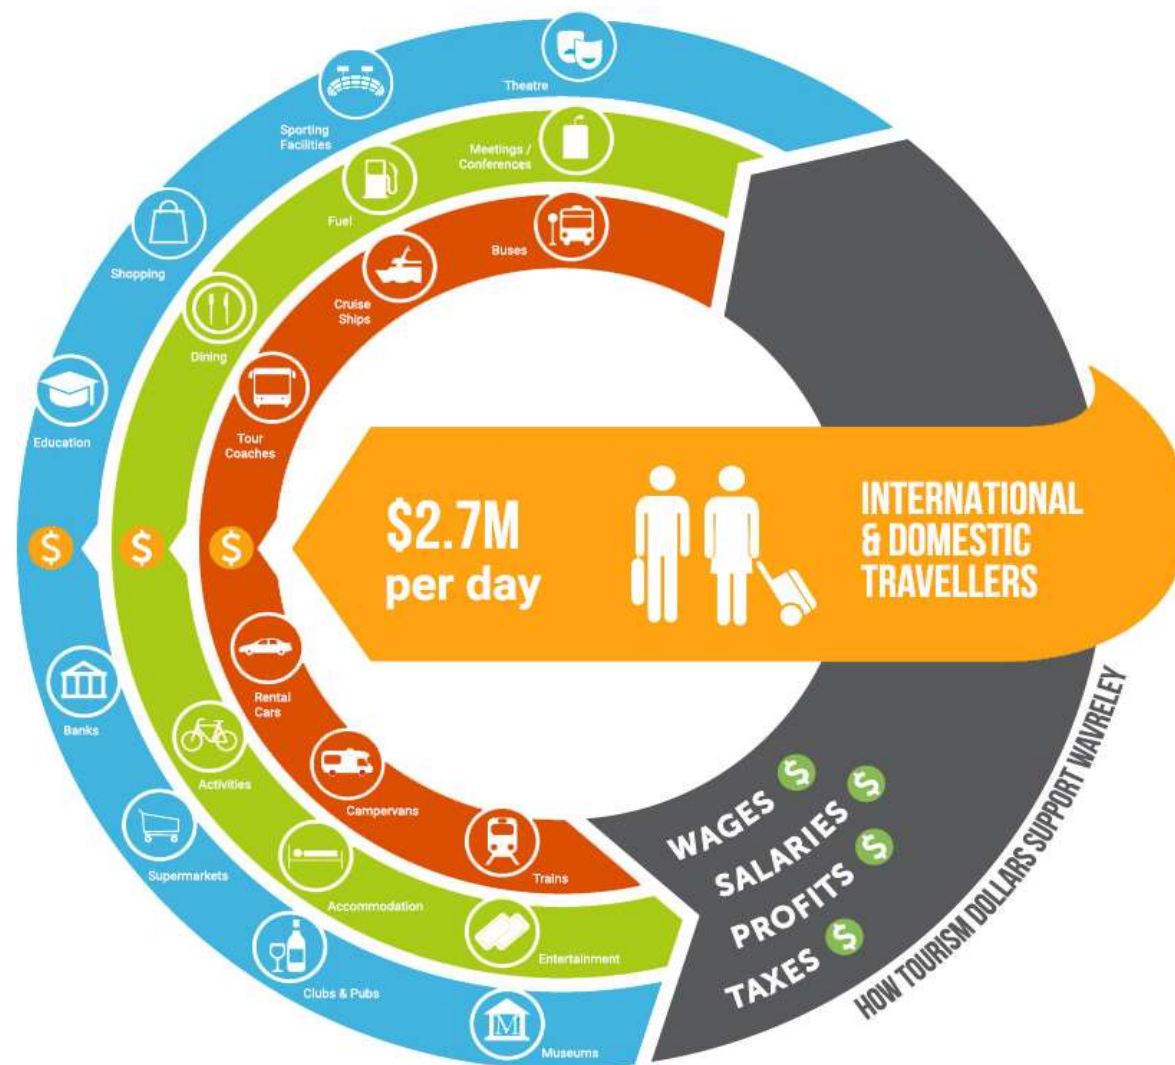 Theatre
Sporting
Facilities
Shopping
Education
$
Banks
Supermarkets
Clubs & Pubs
Museums
Meetings /
Conferences
Fuel
Dining
$
Activities
Accommodation
Entertainment
Buses
Cruise
Ships
Tour
Coaches
$
Rental
Cars
Campervans
Trains
$2.7M
per day
INTERNATIONAL
& DOMESTIC
TRAVELLERS
WAGES $
SALARIES $
PROFITS $
TAXES $
HOW TOURISM DOLLARS SUPPORT WAVRELEY
M